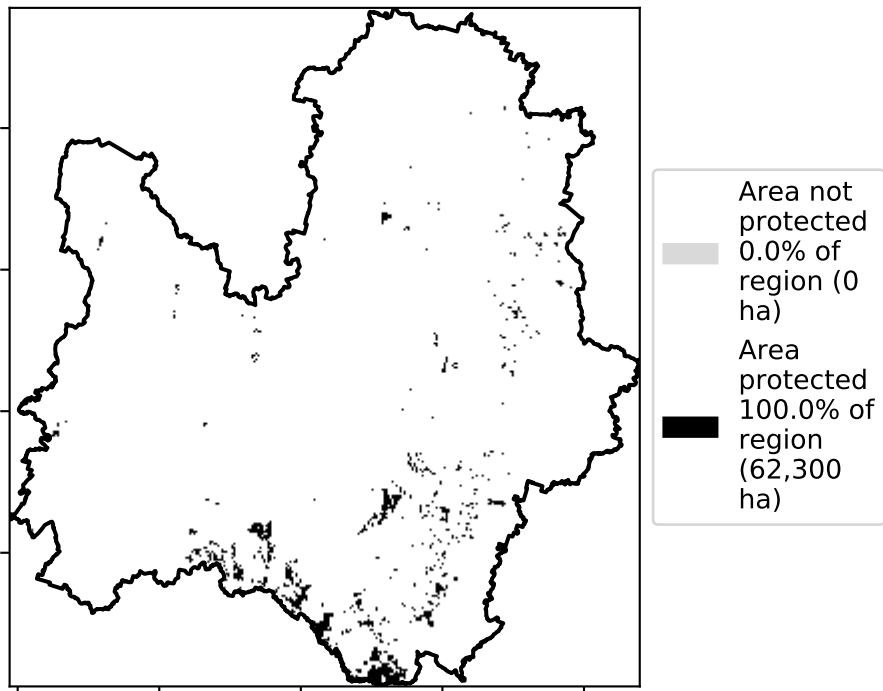 Area not
protected
0.0% of
region (0
ha)
Area
protected
100.0% of
region
(62,300
ha)